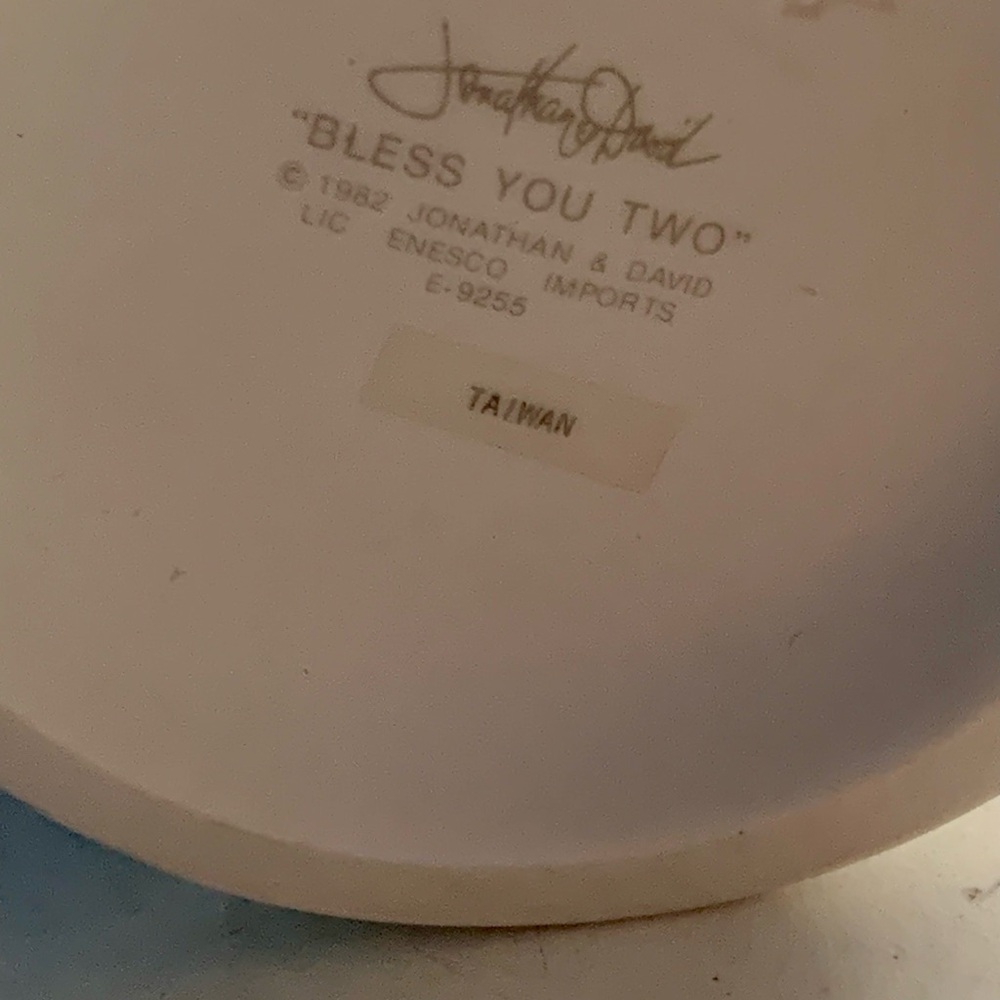 Jonathan & David
"BLESS YOU TWO"
© 1982 JONATHAN & DAVID
LIC ENESCO IMPORTS
E-9255
TAIWAN